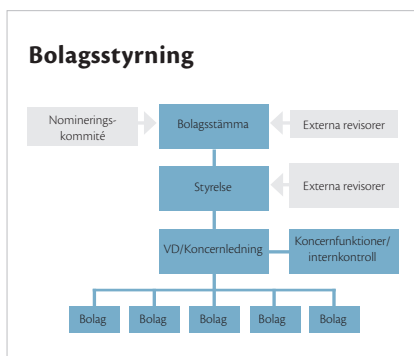 Bolagsstyrning
Nominerings-
kommité
Bolagsstämma
Externa revisorer
Styrelse
Externa revisorer
VD/Koncernledning
Koncernfunktioner/
internkontroll
Bolag
Bolag
Bolag
Bolag
Bolag